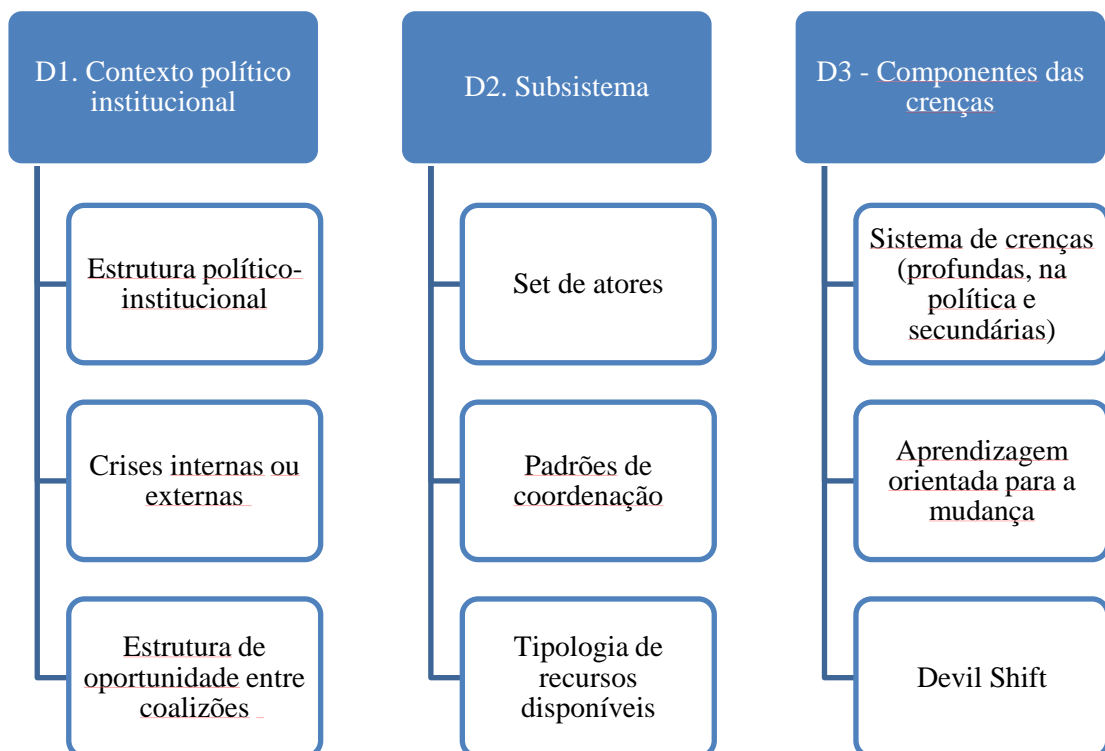 D1. Contexto político
institucional
Estrutura político-
institucional
Crises internas ou
externas
Estrutura de
oportunidade entre
coalizões
D2. Subsistema
Set de atores
Padrões de
coordenação
Tipologia de
recursos
disponíveis
D3 - Componentes das
crenças
Sistema de crenças
(profundas, na
política e
secundárias)
Aprendizagem
orientada para a
mudança
Devil Shift